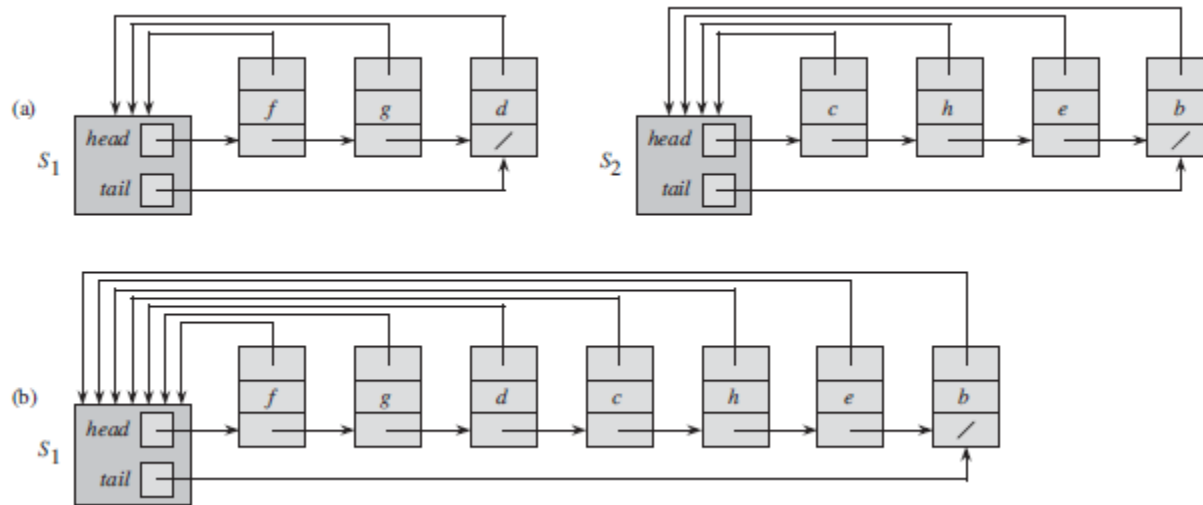 (a)
f g d
head
S1
tail
c h e b
head
S2
tail
(b)
f g d c h e b
head
S1
tail